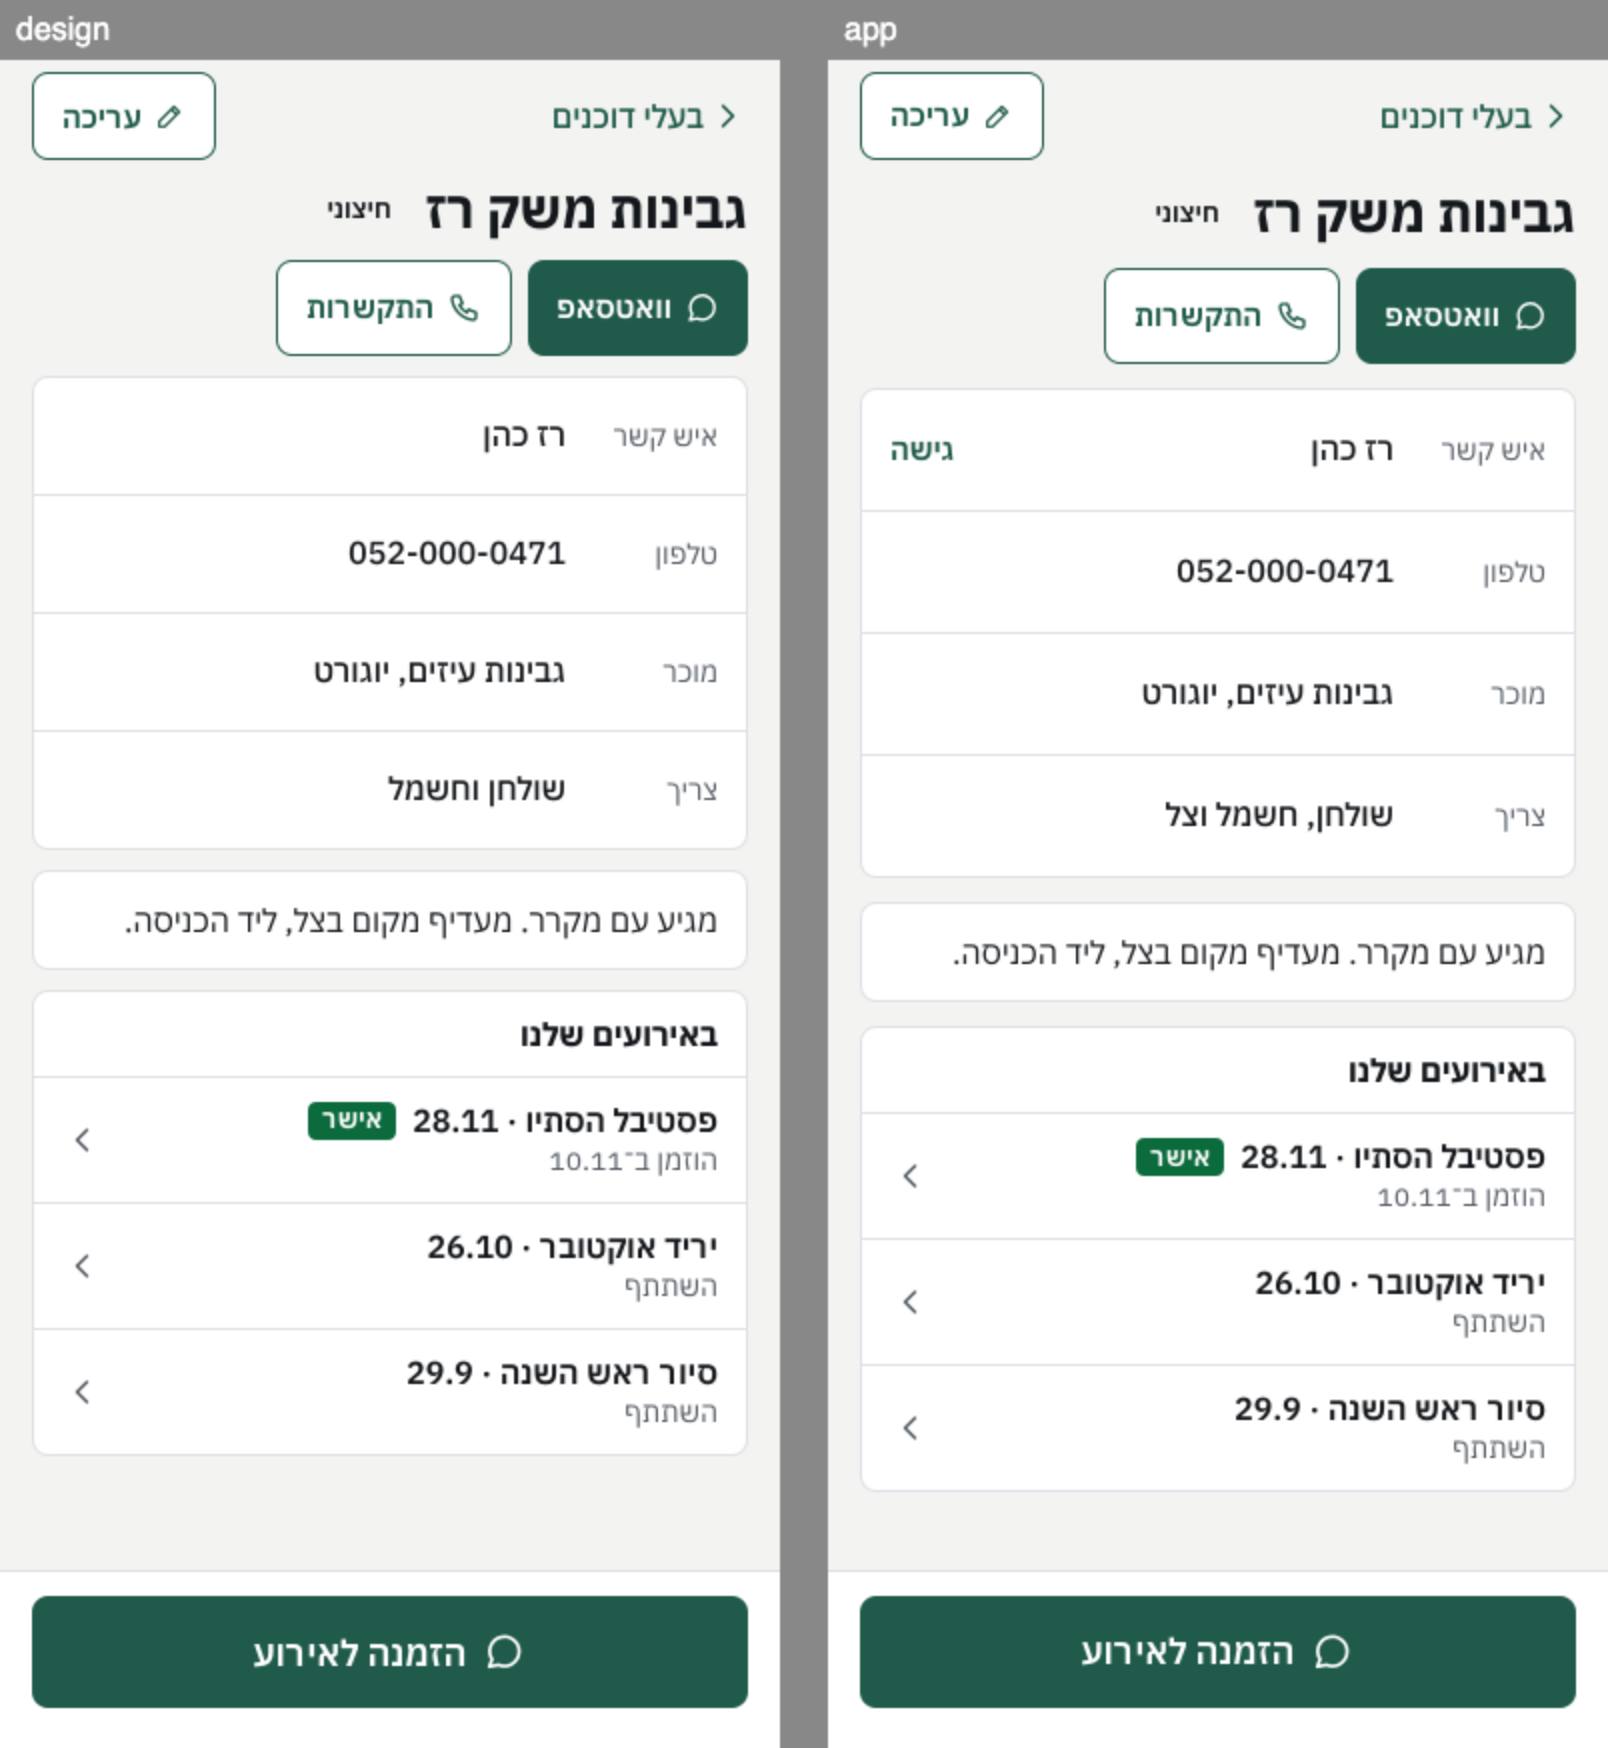 design
בעלי דוכנים
עריכה
גבינות משק רז חיצוני
וואטסאפ
התקשרות
איש קשר רז כהן
טלפון 052-000-0471
מוכר גבינות עיזים, יוגורט
צריך שולחן וחשמל
מגיע עם מקרר. מעדיף מקום בצל, ליד הכניסה.
באירועים שלנו
פסטיבל הסתיו · 28.11 אישר
הוזמן ב־10.11
יריד אוקטובר · 26.10
השתתף
סיור ראש השנה · 29.9
השתתף
הזמנה לאירוע
app
בעלי דוכנים
עריכה
גבינות משק רז חיצוני
וואטסאפ
התקשרות
איש קשר רז כהן גישה
טלפון 052-000-0471
מוכר גבינות עיזים, יוגורט
צריך שולחן, חשמל וצל
מגיע עם מקרר. מעדיף מקום בצל, ליד הכניסה.
באירועים שלנו
פסטיבל הסתיו · 28.11 אישר
הוזמן ב־10.11
יריד אוקטובר · 26.10
השתתף
סיור ראש השנה · 29.9
השתתף
הזמנה לאירוע